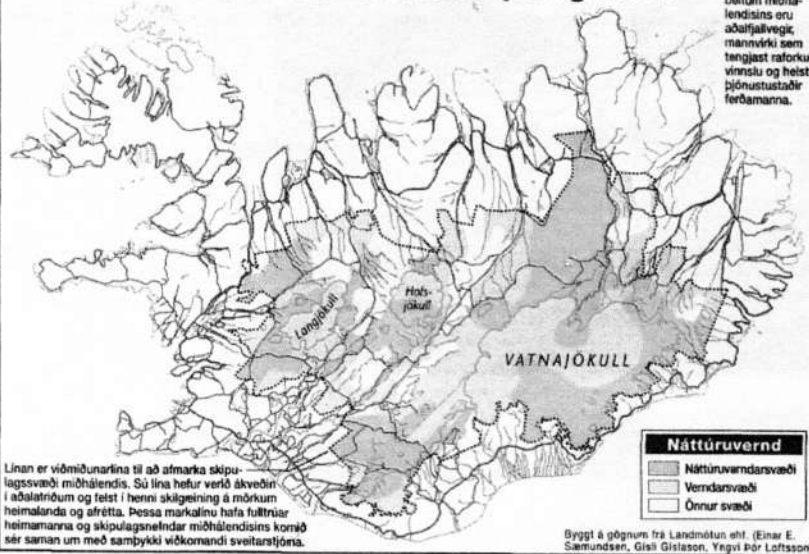 lendisins eru
aðalfjallvegir,
mannvirki sem
tengjast raforku
vinnslu og helst
þjónustustaðir
ferðamanna.
Hofs-
jökull
Langjökull
VATNAJÖKULL
Línan er viðmiðunarlína til að afmarka skipu-
lagssvæði miðhálendis. Sú lína hefur verið ákveðin
í aðalatriðum og felst í henni skilgreining á mörkum
heimalanda og afrétta. Þessa markalínu hafa fulltrúar
heimamanna og skipulagsnefndar miðhálendisins komið
sér saman um með samþykki viðkomandi sveitarstjórna.
Náttúruvernd
Náttúruverndarsvæði
Verndarsvæði
Önnur svæði
Byggt á gögnum frá Landmótun ehf. (Einar E.
Sæmundsen, Gísli Gíslason, Yngvi Þór Loftsson